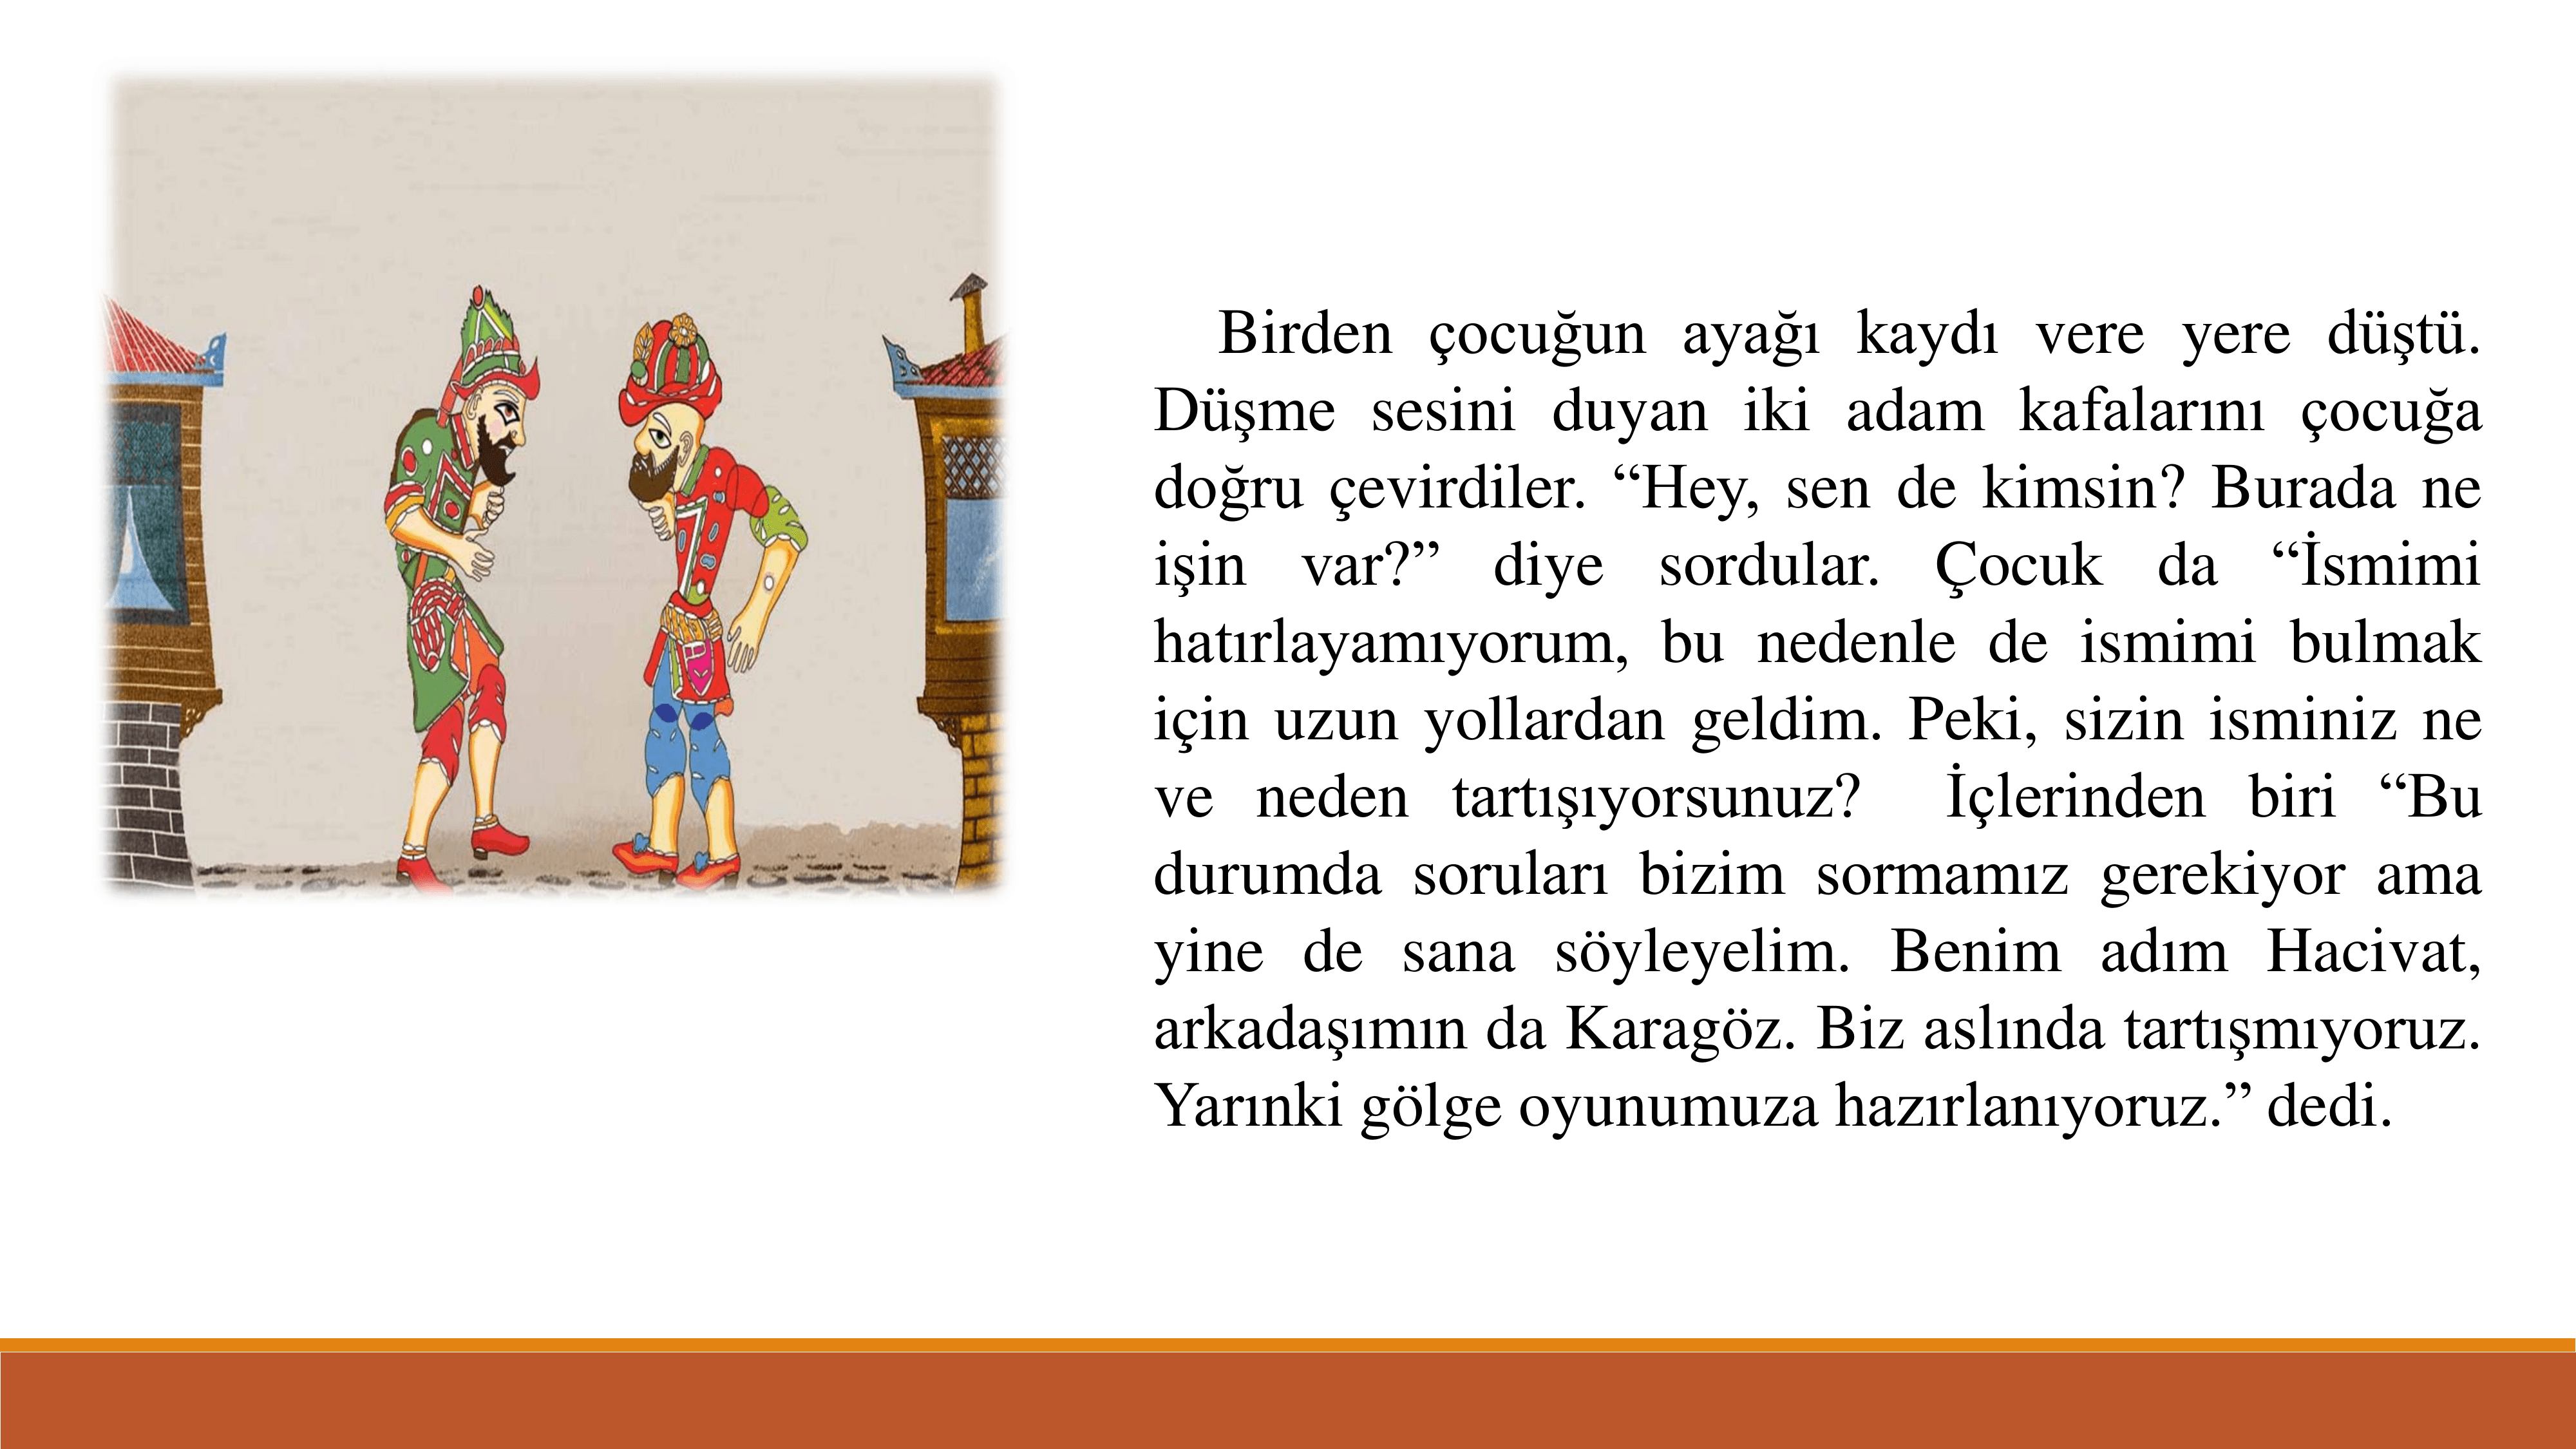 Birden çocuğun ayağı kaydı vere yere düştü.
Düşme sesini duyan iki adam kafalarını çocuğa
doğru çevirdiler. “Hey, sen de kimsin? Burada ne
işin var?” diye sordular. Çocuk da “İsmimi
hatırlayamıyorum, bu nedenle de ismimi bulmak
için uzun yollardan geldim. Peki, sizin isminiz ne
ve neden tartışıyorsunuz? İçlerinden biri “Bu
durumda soruları bizim sormamız gerekiyor ama
yine de sana söyleyelim. Benim adım Hacivat,
arkadaşımın da Karagöz. Biz aslında tartışmıyoruz.
Yarınki gölge oyunumuza hazırlanıyoruz.” dedi.